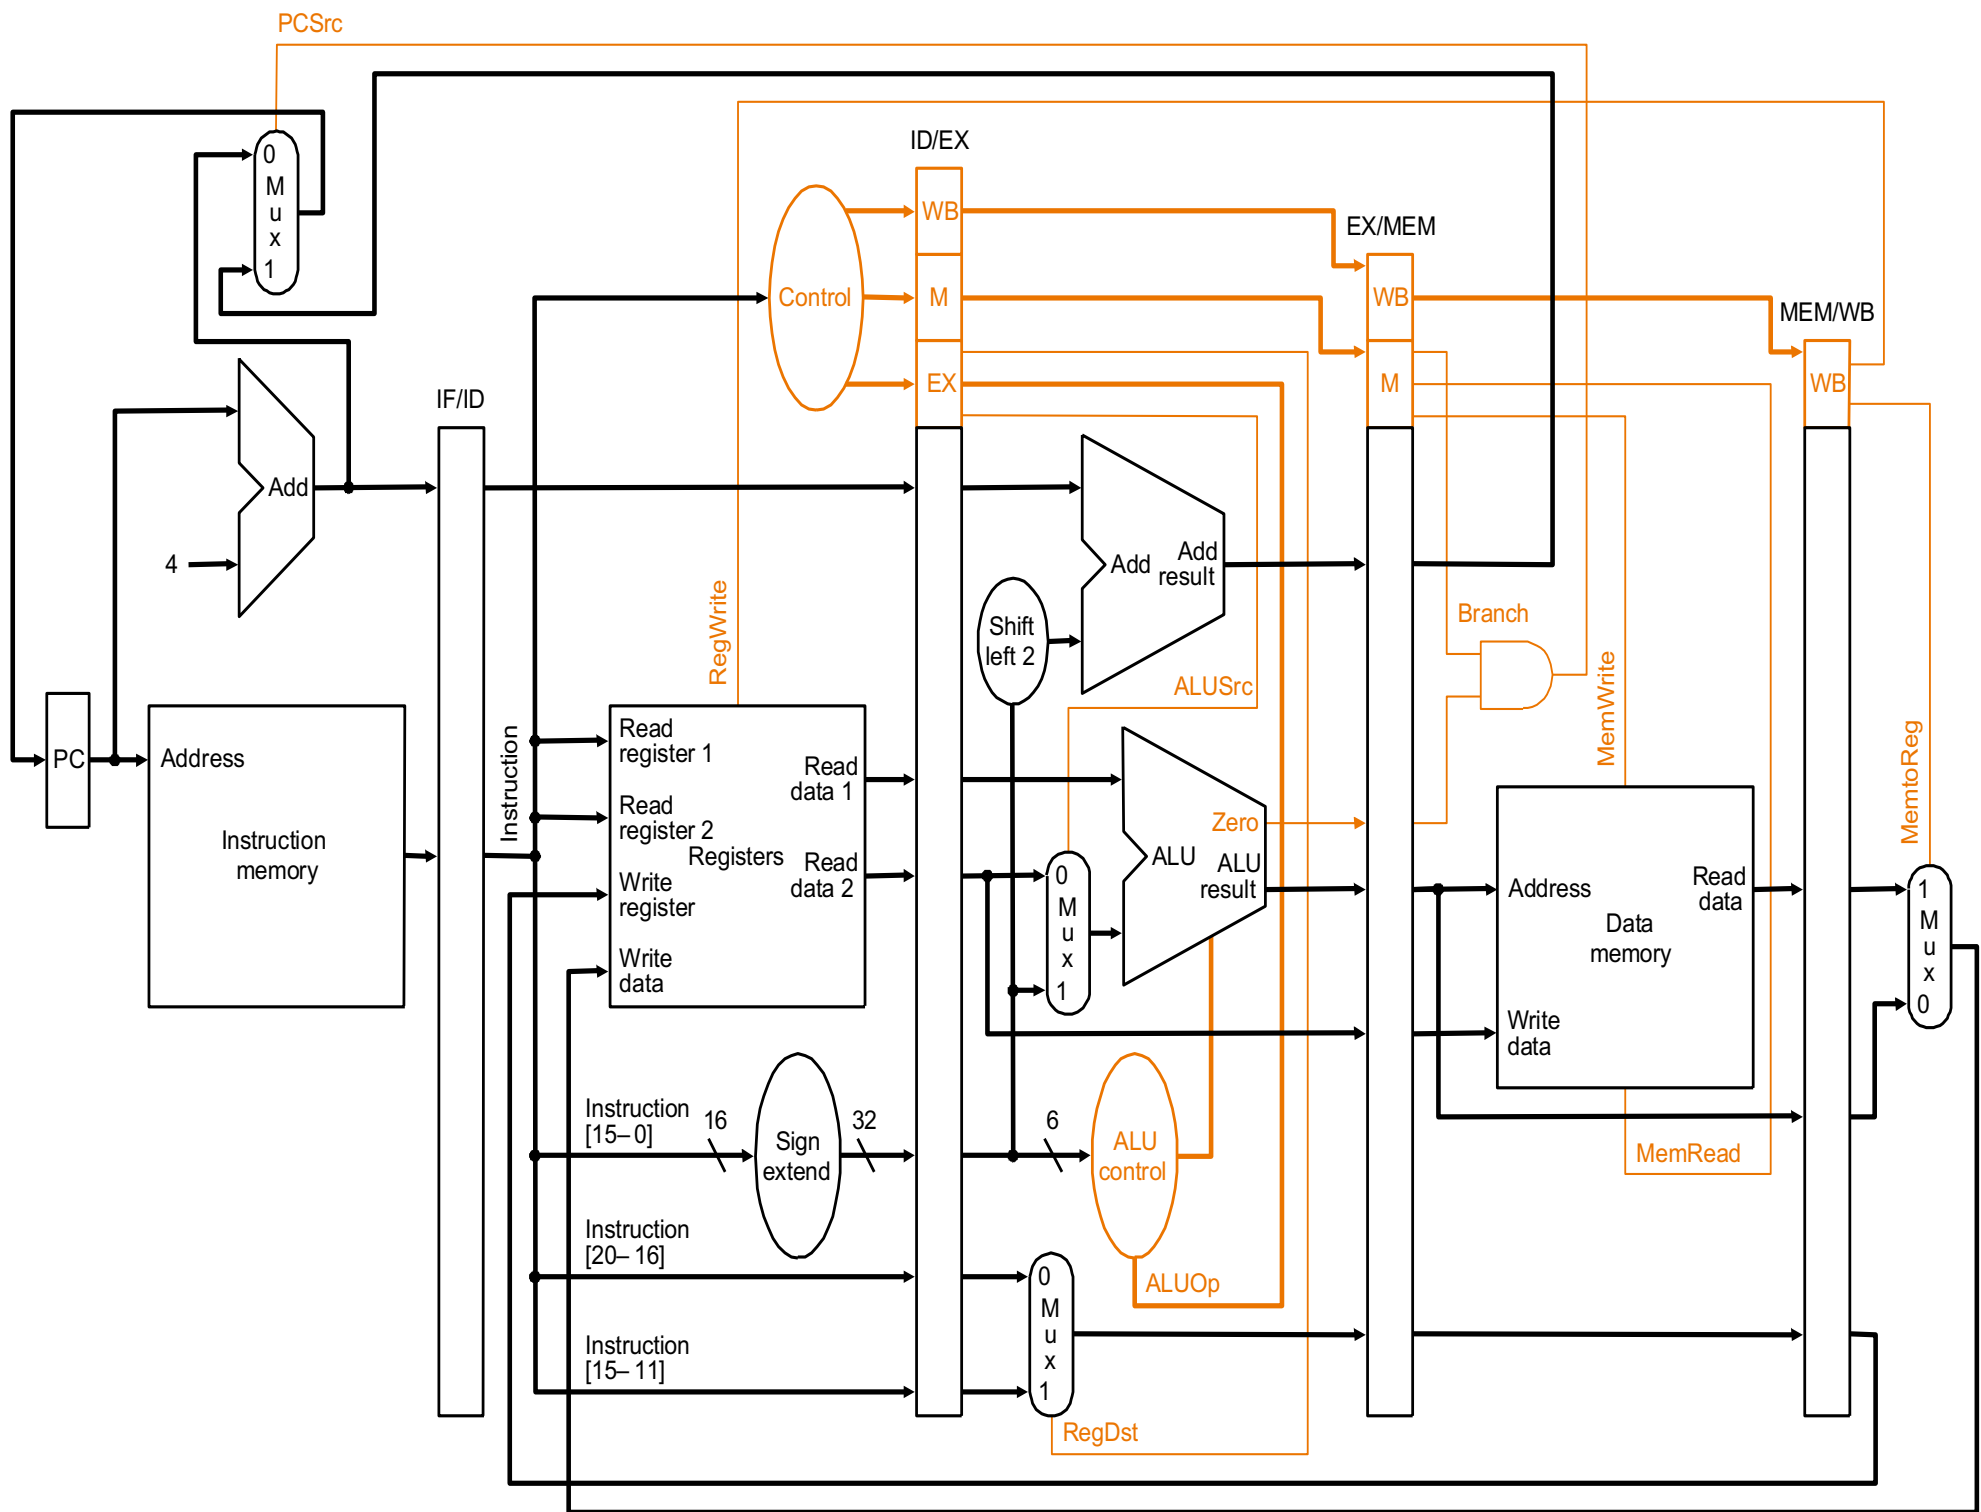 PCSrc
ID/EX
0
M
u
x
1
WB
EX/MEM
Control
M
WB
MEM/WB
EX
M
WB
IF/ID
Add
4
Add
Add
result
Shift
left 2
RegWrite
Branch
ALUSrc
MemWrite
MemtoReg
PC
Address
Instruction
memory
Instruction
Read
register 1
Read
register 2
Registers
Write
register
Write
data
Read
data 1
Read
data 2
0
M
u
x
1
Zero
ALU
ALU
result
Address
Read
data
Data
memory
Write
data
1
M
u
x
0
Instruction
[15– 0]
16
Sign
extend
32
6
ALU
control
MemRead
Instruction
[20– 16]
0
M
u
x
1
ALUOp
Instruction
[15– 11]
RegDst